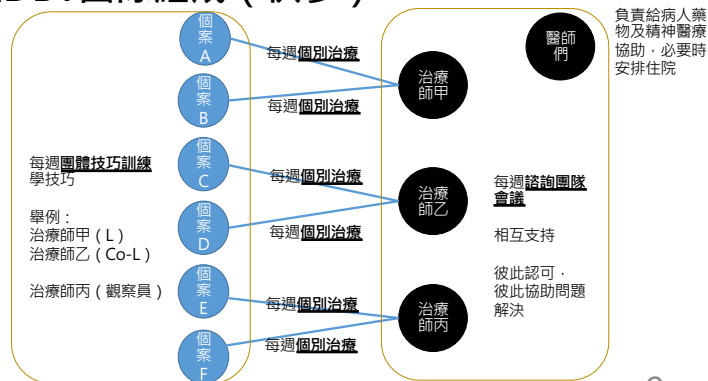 個
案
A
個
案
B
個
案
C
個
案
D
個
案
E
個
案
F
每週個別治療
每週個別治療
每週個別治療
每週個別治療
每週個別治療
每週個別治療
每週團體技巧訓練
學技巧
舉例：
治療師甲（L）
治療師乙（Co-L）
治療師丙（觀察員）
治療
師甲
治療
師乙
治療
師丙
醫師
們
負責給病人藥
物及精神醫療
協助，必要時
安排住院
每週諮詢團隊
會議
相互支持
彼此認可，
彼此協助問題
解決